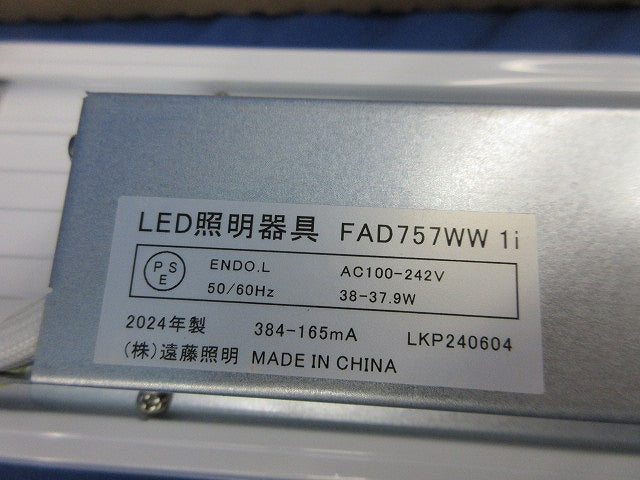 LED照明器具 FAD757WW 1i
PSE ENDO.L AC100-242V
50/60Hz 38-37.9W
2024年製 384-165mA LKP240604
(株)遠藤照明 MADE IN CHINA